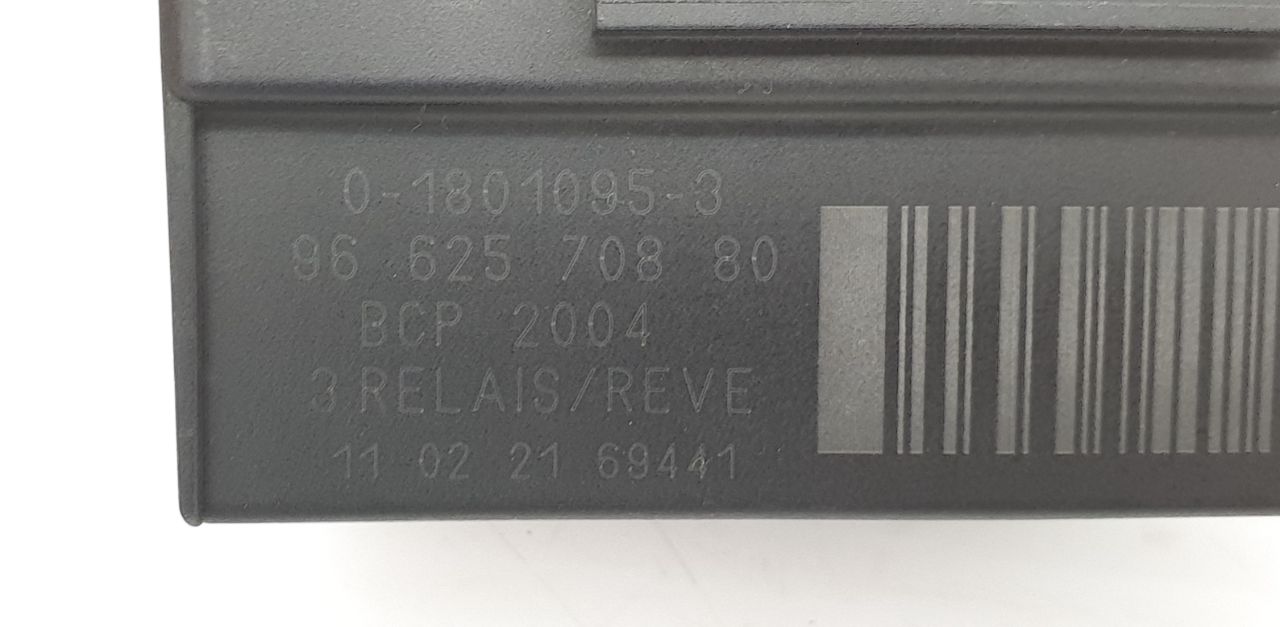 0-1801095-3
96 625 708 80
BCP 2004
3 RELAIS/REVE
11 02 21 69441